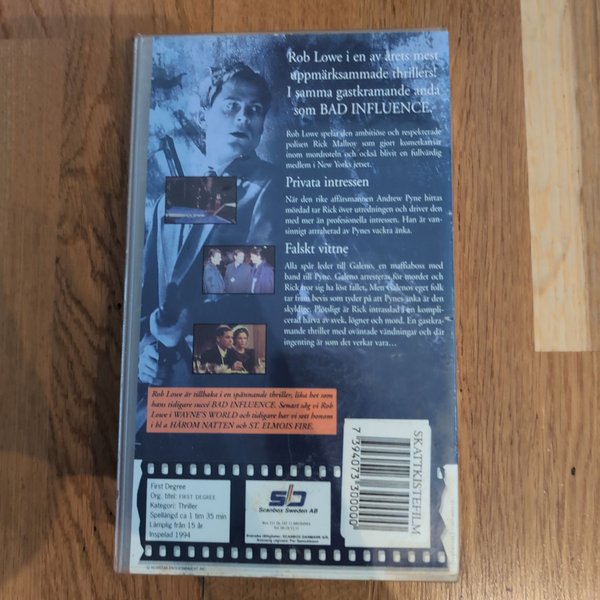 Rob Lowe i en av årets mest
uppmärksammade thrillers!
I samma gastkramande anda
som BAD INFLUENCE.
Rob Lowe spelar den ambitiöse och respekterade
polisen Rick Mallroy som gjort kometkarriär
inom mordroteln och också blivit en fullvärdig
medlem i New Yorks jetset.
Privata intressen
När den rike affärsmannen Andrew Pyne hittas
mördad tar Rick över utredningen och driver den
med mer än profesionella intressen. Han är van-
sinnigt attraherad av Pynes vackra änka.
Falskt vittne
Alla spår leder till Galeno, en maffiaboss med
band till Pyne. Galeno arresteras för mordet och
Rick tror sig ha löst fallet. Men Galenos eget folk
tar fram bevis som tyder på att Pynes änka är den
skyldige. Plötsligt är Rick intrasslad i en kompli-
cerad härva av svek, lögner och mord. En gastkra-
mande thriller med oväntade vändningar och där
ingenting är som det verkar vara...
Rob Lowe är tillbaka i en spännande thriller, lika het som
hans tidigare succé BAD INFLUENCE. Senast såg vi Rob
Lowe i WAYNE'S WORLD och tidigare har vi sett honom
i bl a HÄROM NATTEN och ST. ELMOIS FIRE.
First Degree
Org. titel: FIRST DEGREE
Kategori: Thriller
Spellängd ca 1 tim 35 min
Lämplig från 15 år
Inspelad 1994
sb
Scanbox Sweden AB
SKATTKISTEFILM
7 394073 300000